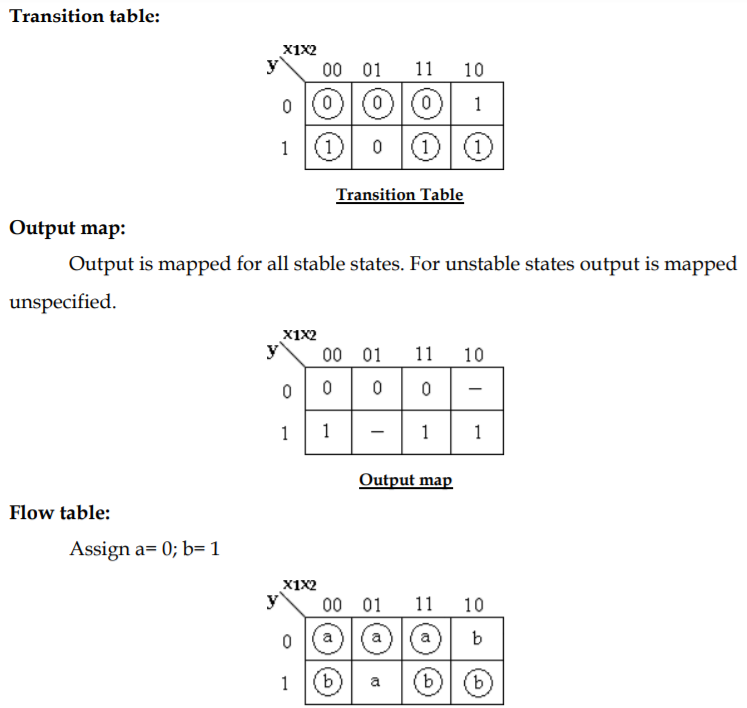 Transition table:
X1X2
y 00 01 11 10
0 0 0 0 1
1 1 0 1 1
Transition Table
Output map:
Output is mapped for all stable states. For unstable states output is mapped
unspecified.
X1X2
y 00 01 11 10
0 0 0 0 –
1 1 – 1 1
Output map
Flow table:
Assign a= 0; b= 1
X1X2
y 00 01 11 10
0 a a a b
1 b a b b